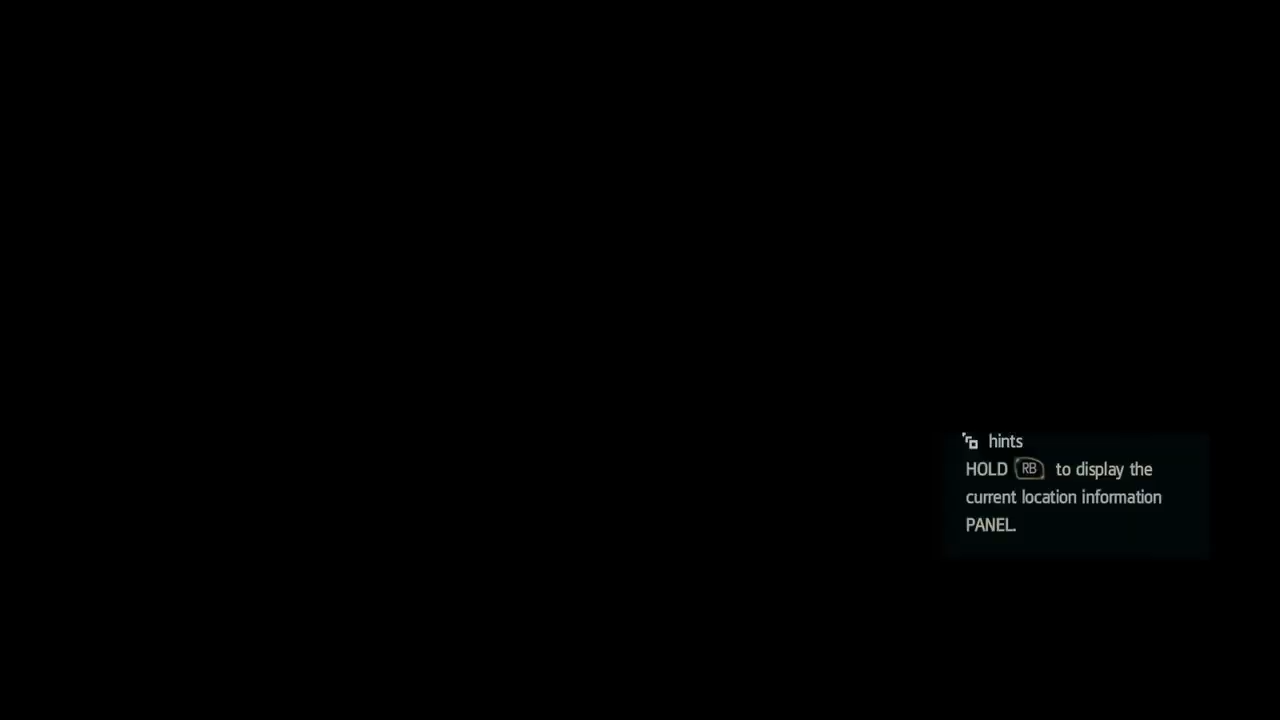 hints
HOLD RB to display the
current location information
PANEL.